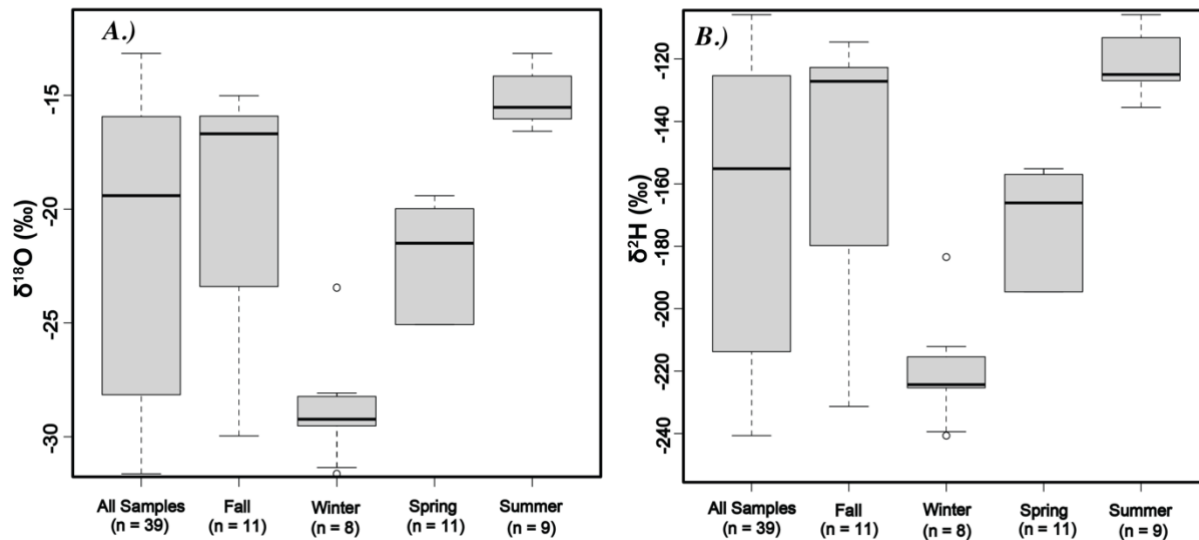 A.)
δ¹⁸O (‰)
-15
-20
-25
-30
All Samples Fall Winter Spring Summer
(n = 39) (n = 11) (n = 8) (n = 11) (n = 9)
B.)
δ²H (‰)
-120
-140
-160
-180
-200
-220
-240
All Samples Fall Winter Spring Summer
(n = 39) (n = 11) (n = 8) (n = 11) (n = 9)